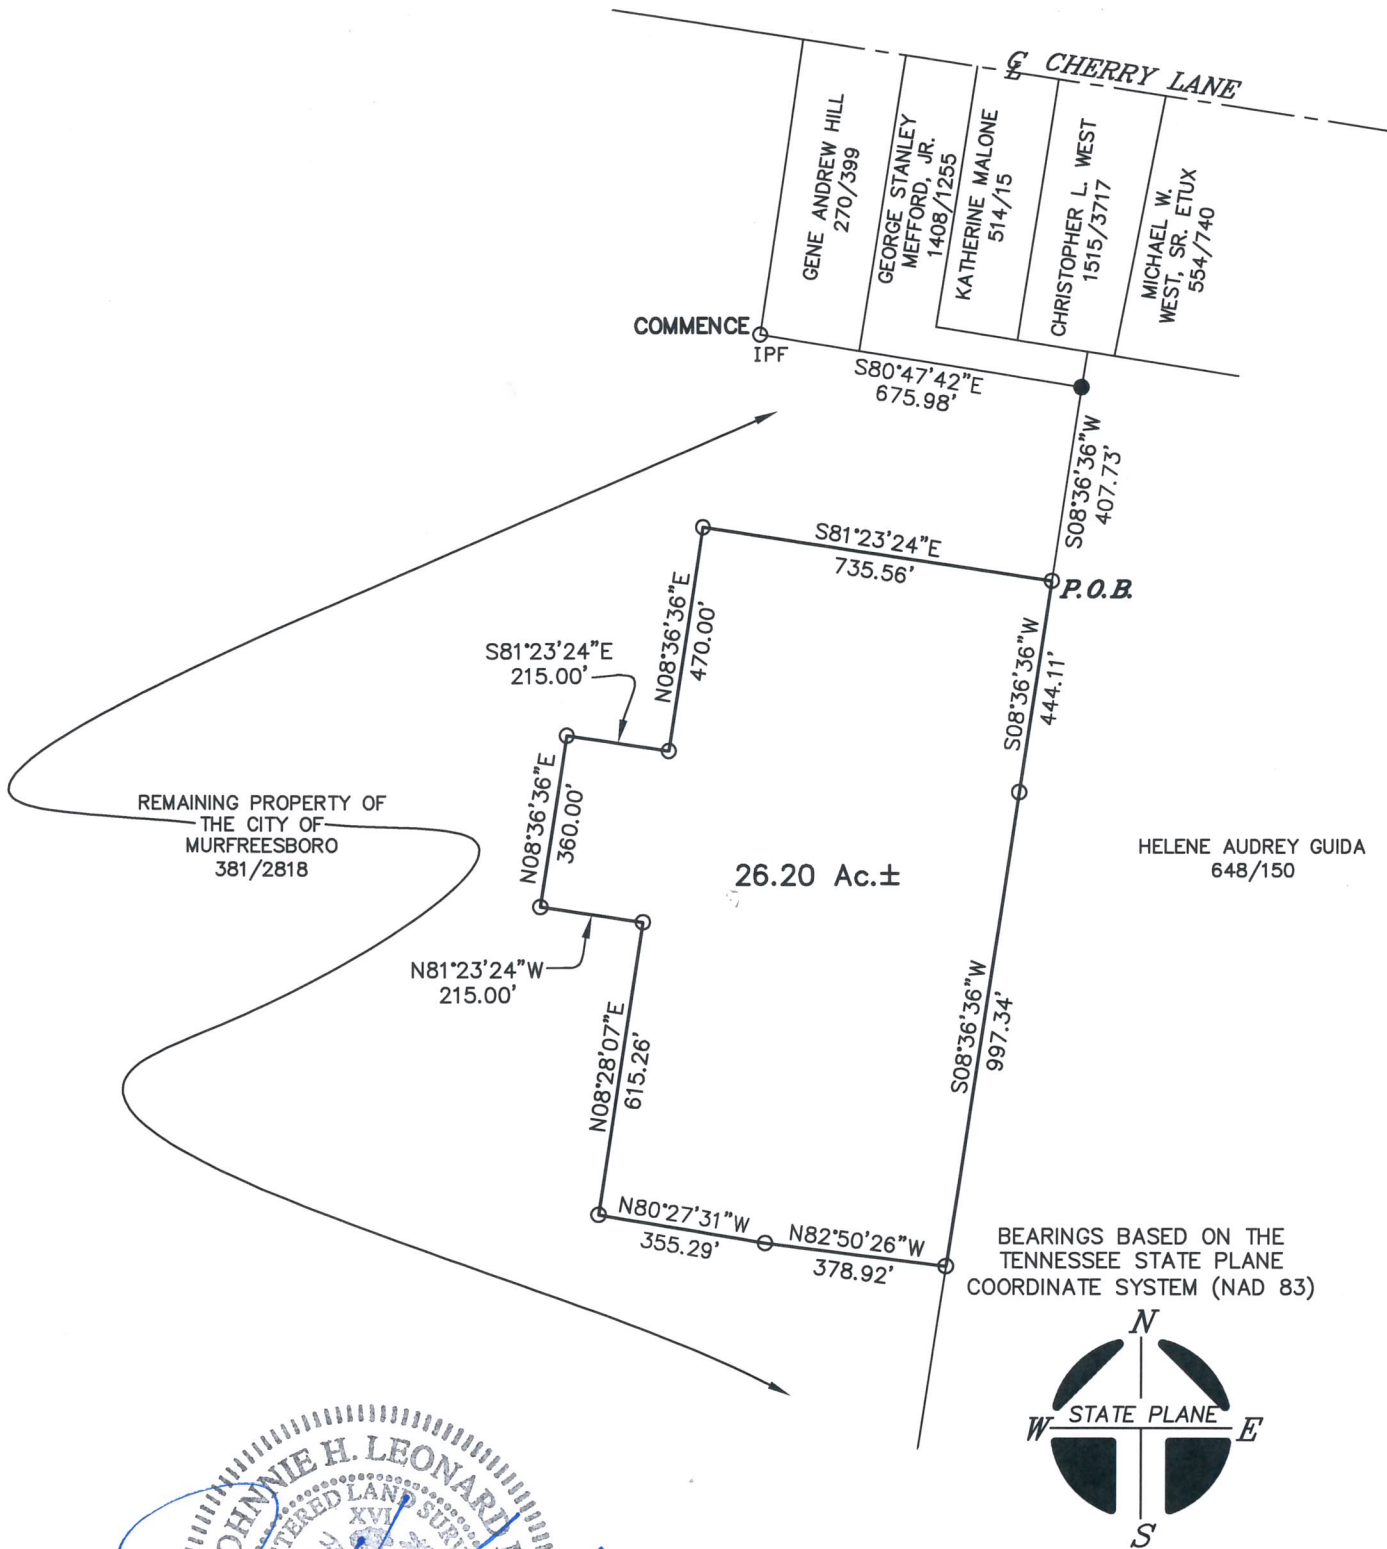 ℄ CHERRY LANE
GENE ANDREW HILL
270/399
GEORGE STANLEY
MEFFORD, JR.
1408/1255
KATHERINE MALONE
514/15
CHRISTOPHER L. WEST
1515/3717
MICHAEL W.
WEST, SR. ETUX
554/740
COMMENCE
IPF
S80°47'42"E
675.98'
S08°36'36"W
407.73'
S81°23'24"E
735.56'
P.O.B.
N08°36'36"E
470.00'
S81°23'24"E
215.00'
S08°36'36"W
444.11'
N08°36'36"E
360.00'
REMAINING PROPERTY OF
THE CITY OF
MURFREESBORO
381/2818
26.20 Ac.±
HELENE AUDREY GUIDA
648/150
N81°23'24"W
215.00'
S08°36'36"W
997.34'
N08°28'07"E
615.26'
N80°27'31"W
355.29'
N82°50'26"W
378.92'
BEARINGS BASED ON THE
TENNESSEE STATE PLANE
COORDINATE SYSTEM (NAD 83)
N
W STATE PLANE E
S
JOHNNIE H. LEONARD
LAND
XVI